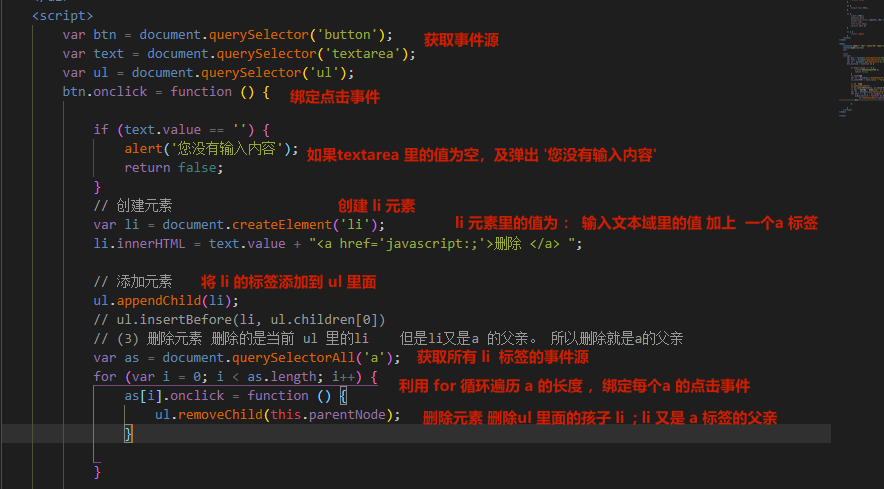 <script>
var btn = document.querySelector('button');
获取事件源
var text = document.querySelector('textarea');
var ul = document.querySelector('ul');
btn.onclick = function () {
绑定点击事件
if (text.value == '') {
alert('您没有输入内容');
如果textarea 里的值为空，及弹出 '您没有输入内容'
return false;
}
// 创建元素
创建 li 元素
var li = document.createElement('li');
li 元素里的值为 ： 输入文本域里的值 加上 一个a 标签
li.innerHTML = text.value + "<a href='javascript:;'>删除 </a> ";
// 添加元素
将 li 的标签添加到 ul 里面
ul.appendChild(li);
// ul.insertBefore(li, ul.children[0])
// (3) 删除元素 删除的是当前 ul 里的li 但是li又是a 的父亲。 所以删除就是a的父亲
var as = document.querySelectorAll('a');
获取所有 li 标签的事件源
for (var i = 0; i < as.length; i++) {
利用 for 循环遍历 a 的长度 ，绑定每个a 的点击事件
as[i].onclick = function () {
ul.removeChild(this.parentNode);
删除元素 删除ul 里面的孩子 li ；li 又是 a 标签的父亲
}
}